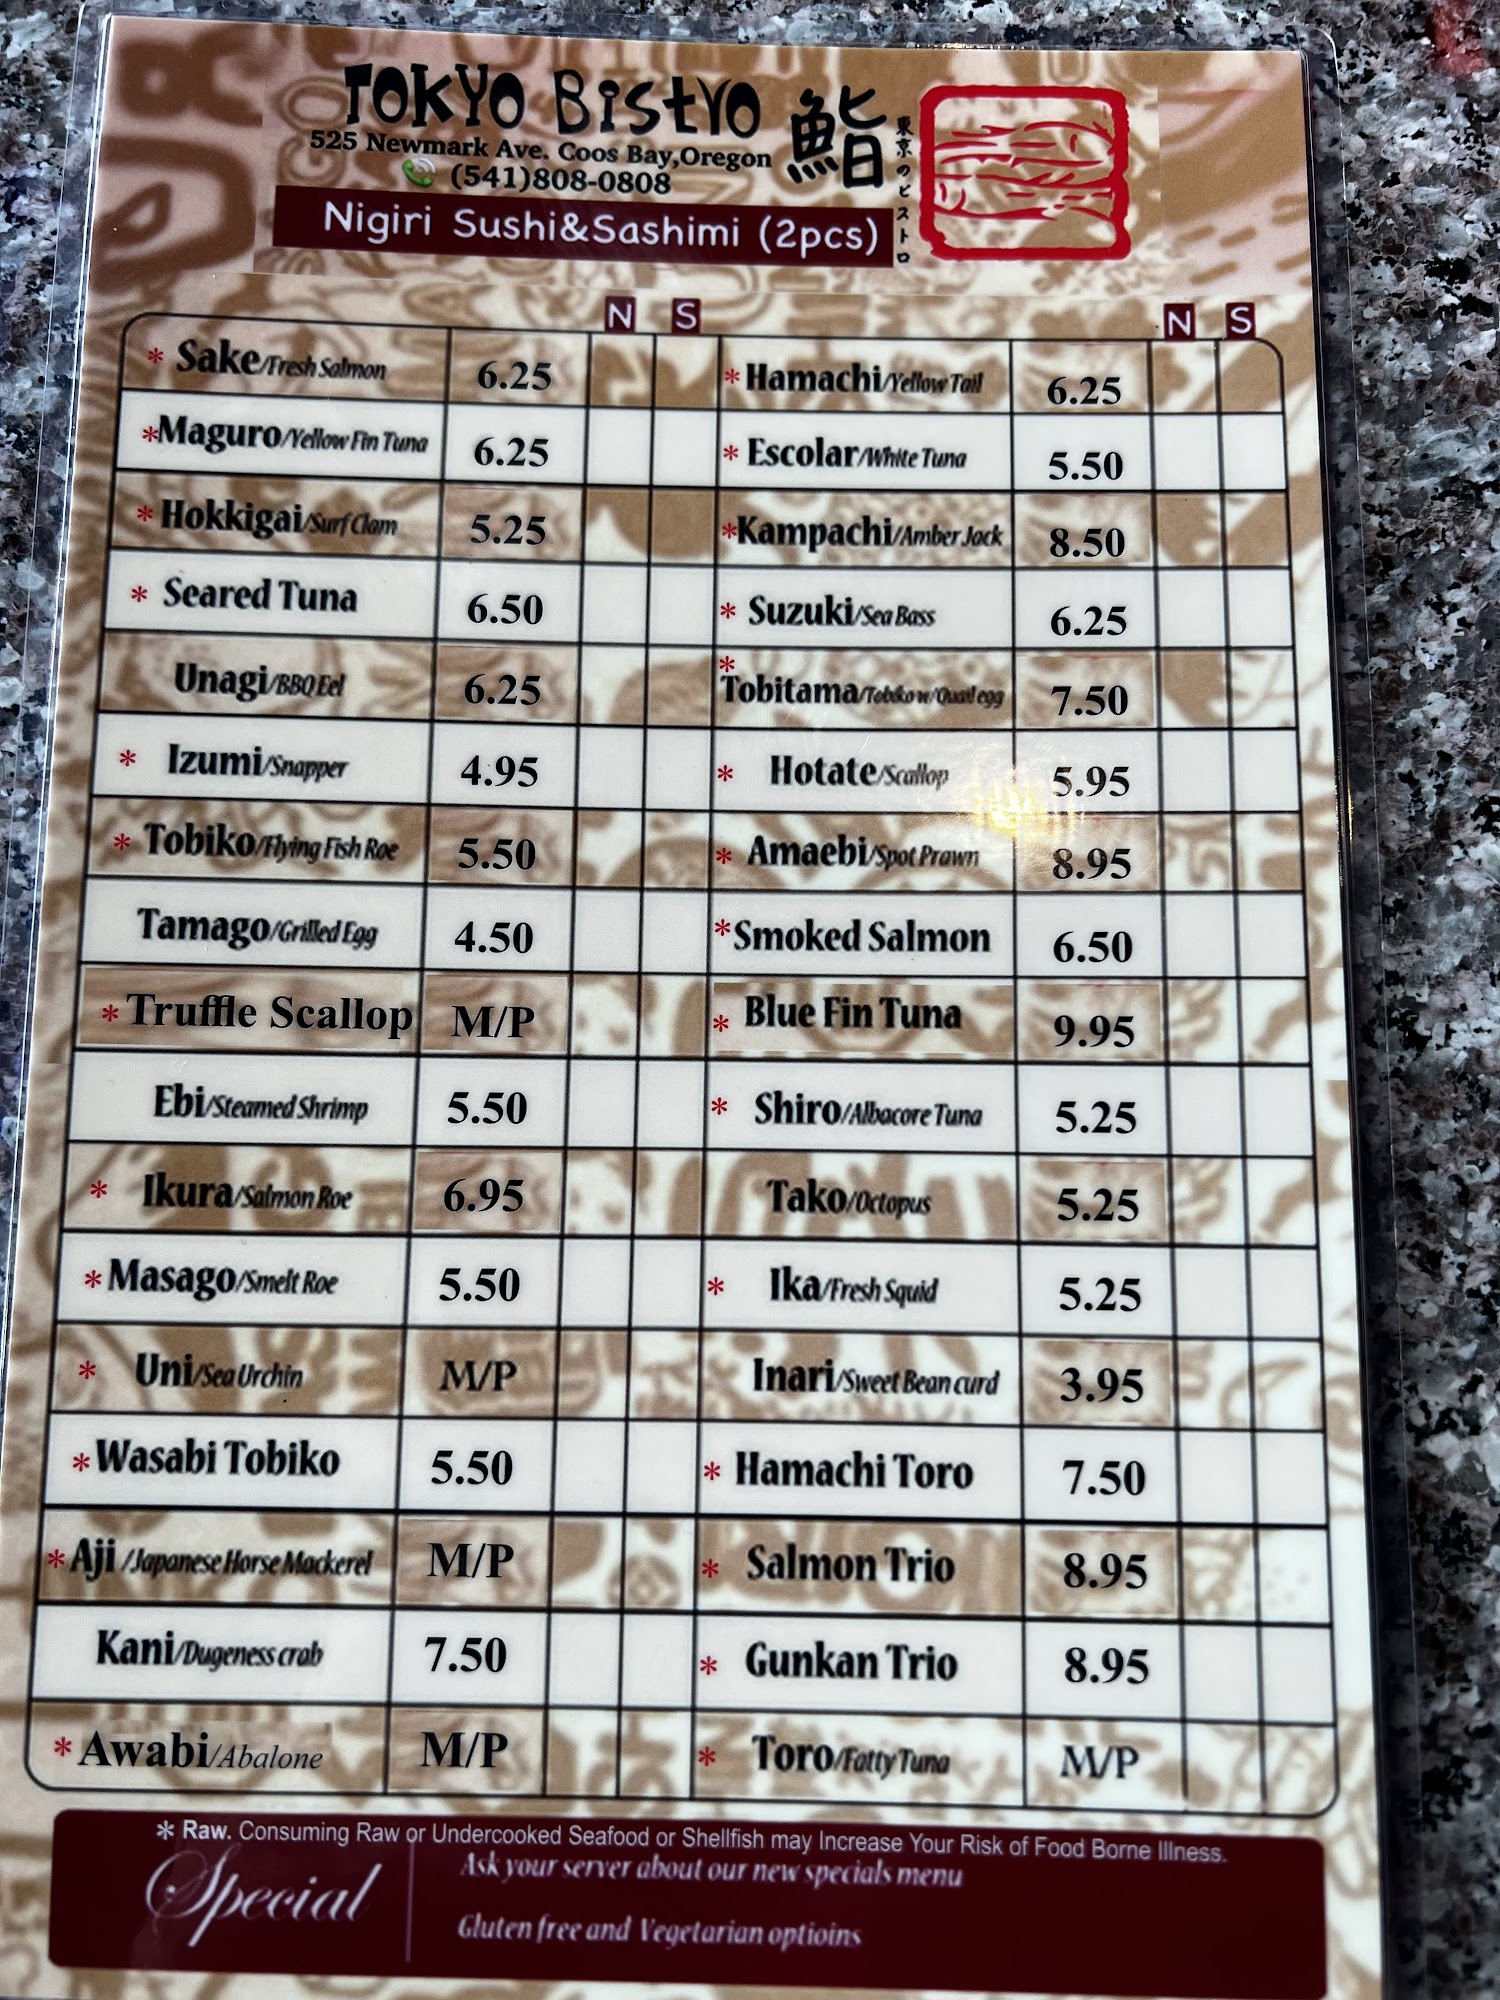 TOKYO BistrO
鮨
東京のビストロ
525 Newmark Ave. Coos Bay,Oregon
(541)808-0808
Nigiri Sushi&Sashimi (2pcs)
N S N S
* Sake/Fresh Salmon 6.25 *Hamachi/Yellow Tail 6.25
*Maguro/Yellow Fin Tuna 6.25 * Escolar/White Tuna 5.50
* Hokkigai/Surf Clam 5.25 *Kampachi/Amber Jack 8.50
* Seared Tuna 6.50 * Suzuki/Sea Bass 6.25
Unagi/BBQ Eel 6.25 * Tobitama/Tobiko w/Quail egg 7.50
* Izumi/Snapper 4.95 * Hotate/Scallop 5.95
* Tobiko/Flying Fish Roe 5.50 * Amaebi/Spot Prawn 8.95
Tamago/Grilled Egg 4.50 *Smoked Salmon 6.50
* Truffle Scallop M/P * Blue Fin Tuna 9.95
Ebi/Steamed Shrimp 5.50 * Shiro/Albacore Tuna 5.25
* Ikura/Salmon Roe 6.95 Tako/Octopus 5.25
* Masago/Smelt Roe 5.50 * Ika/Fresh Squid 5.25
* Uni/Sea Urchin M/P Inari/Sweet Bean curd 3.95
* Wasabi Tobiko 5.50 * Hamachi Toro 7.50
* Aji /Japanese Horse Mackerel M/P * Salmon Trio 8.95
Kani/Dugeness crab 7.50 * Gunkan Trio 8.95
* Awabi/Abalone M/P * Toro/Fatty Tuna M/P
* Raw. Consuming Raw or Undercooked Seafood or Shellfish may Increase Your Risk of Food Borne Illness.
Special
Ask your server about our new specials menu
Gluten free and Vegetarian optioins